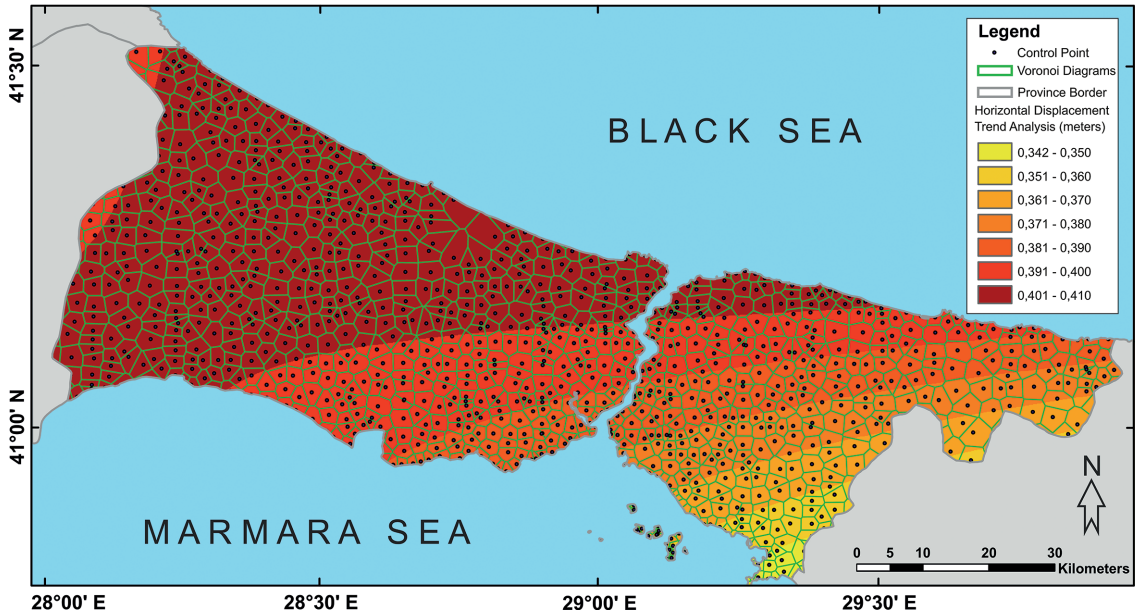 41°30' N
41°00' N
BLACK SEA
MARMARA SEA
Legend
Control Point
Voronoi Diagrams
Province Border
Horizontal Displacement
Trend Analysis (meters)
0,342 - 0,350
0,351 - 0,360
0,361 - 0,370
0,371 - 0,380
0,381 - 0,390
0,391 - 0,400
0,401 - 0,410
N
0 5 10 20 30
Kilometers
28°00' E 28°30' E 29°00' E 29°30' E